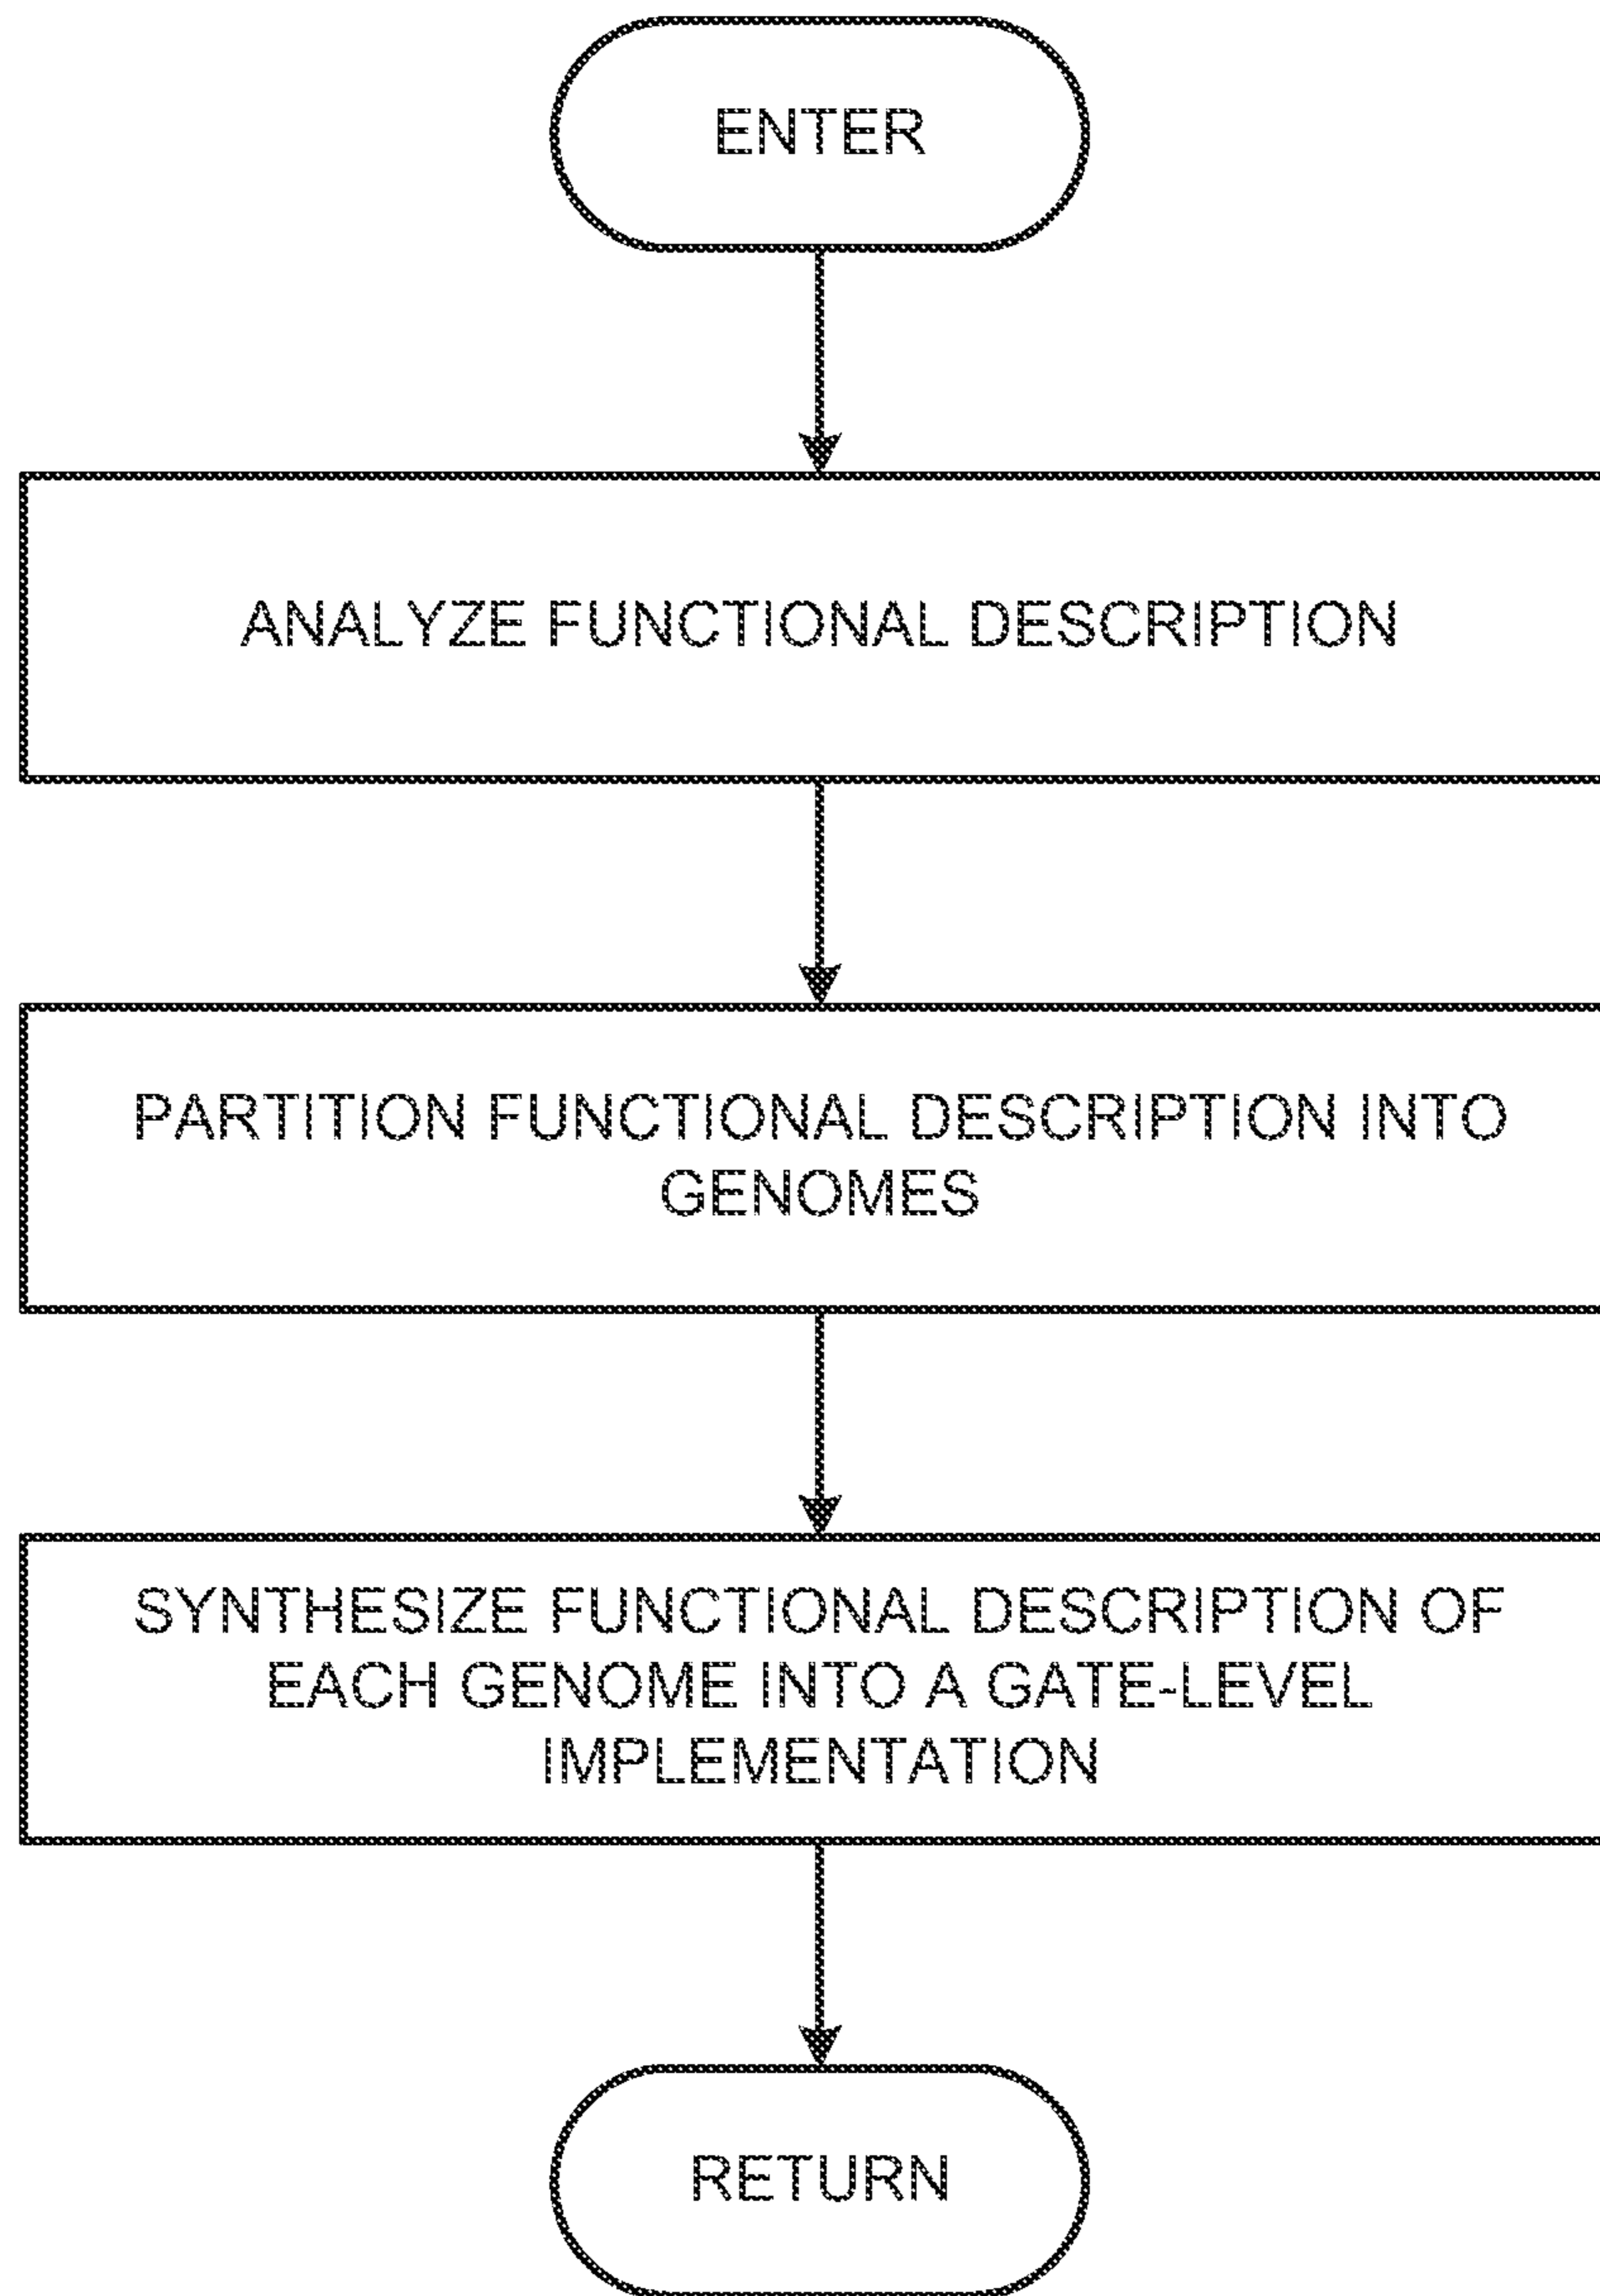 ENTER
ANALYZE FUNCTIONAL DESCRIPTION
PARTITION FUNCTIONAL DESCRIPTION INTO
GENOMES
SYNTHESIZE FUNCTIONAL DESCRIPTION OF
EACH GENOME INTO A GATE-LEVEL
IMPLEMENTATION
RETURN